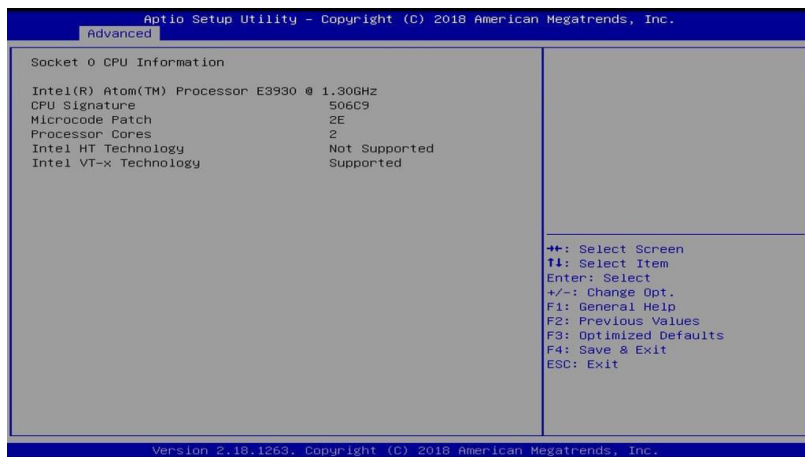 Aptio Setup Utility – Copyright (C) 2018 American Megatrends, Inc.
Advanced
Socket 0 CPU Information
Intel(R) Atom(TM) Processor E3930 @ 1.30GHz
CPU Signature 506C9
Microcode Patch 2E
Processor Cores 2
Intel HT Technology Not Supported
Intel VT-x Technology Supported
→←: Select Screen
↑↓: Select Item
Enter: Select
+/-: Change Opt.
F1: General Help
F2: Previous Values
F3: Optimized Defaults
F4: Save & Exit
ESC: Exit
Version 2.18.1263. Copyright (C) 2018 American Megatrends, Inc.